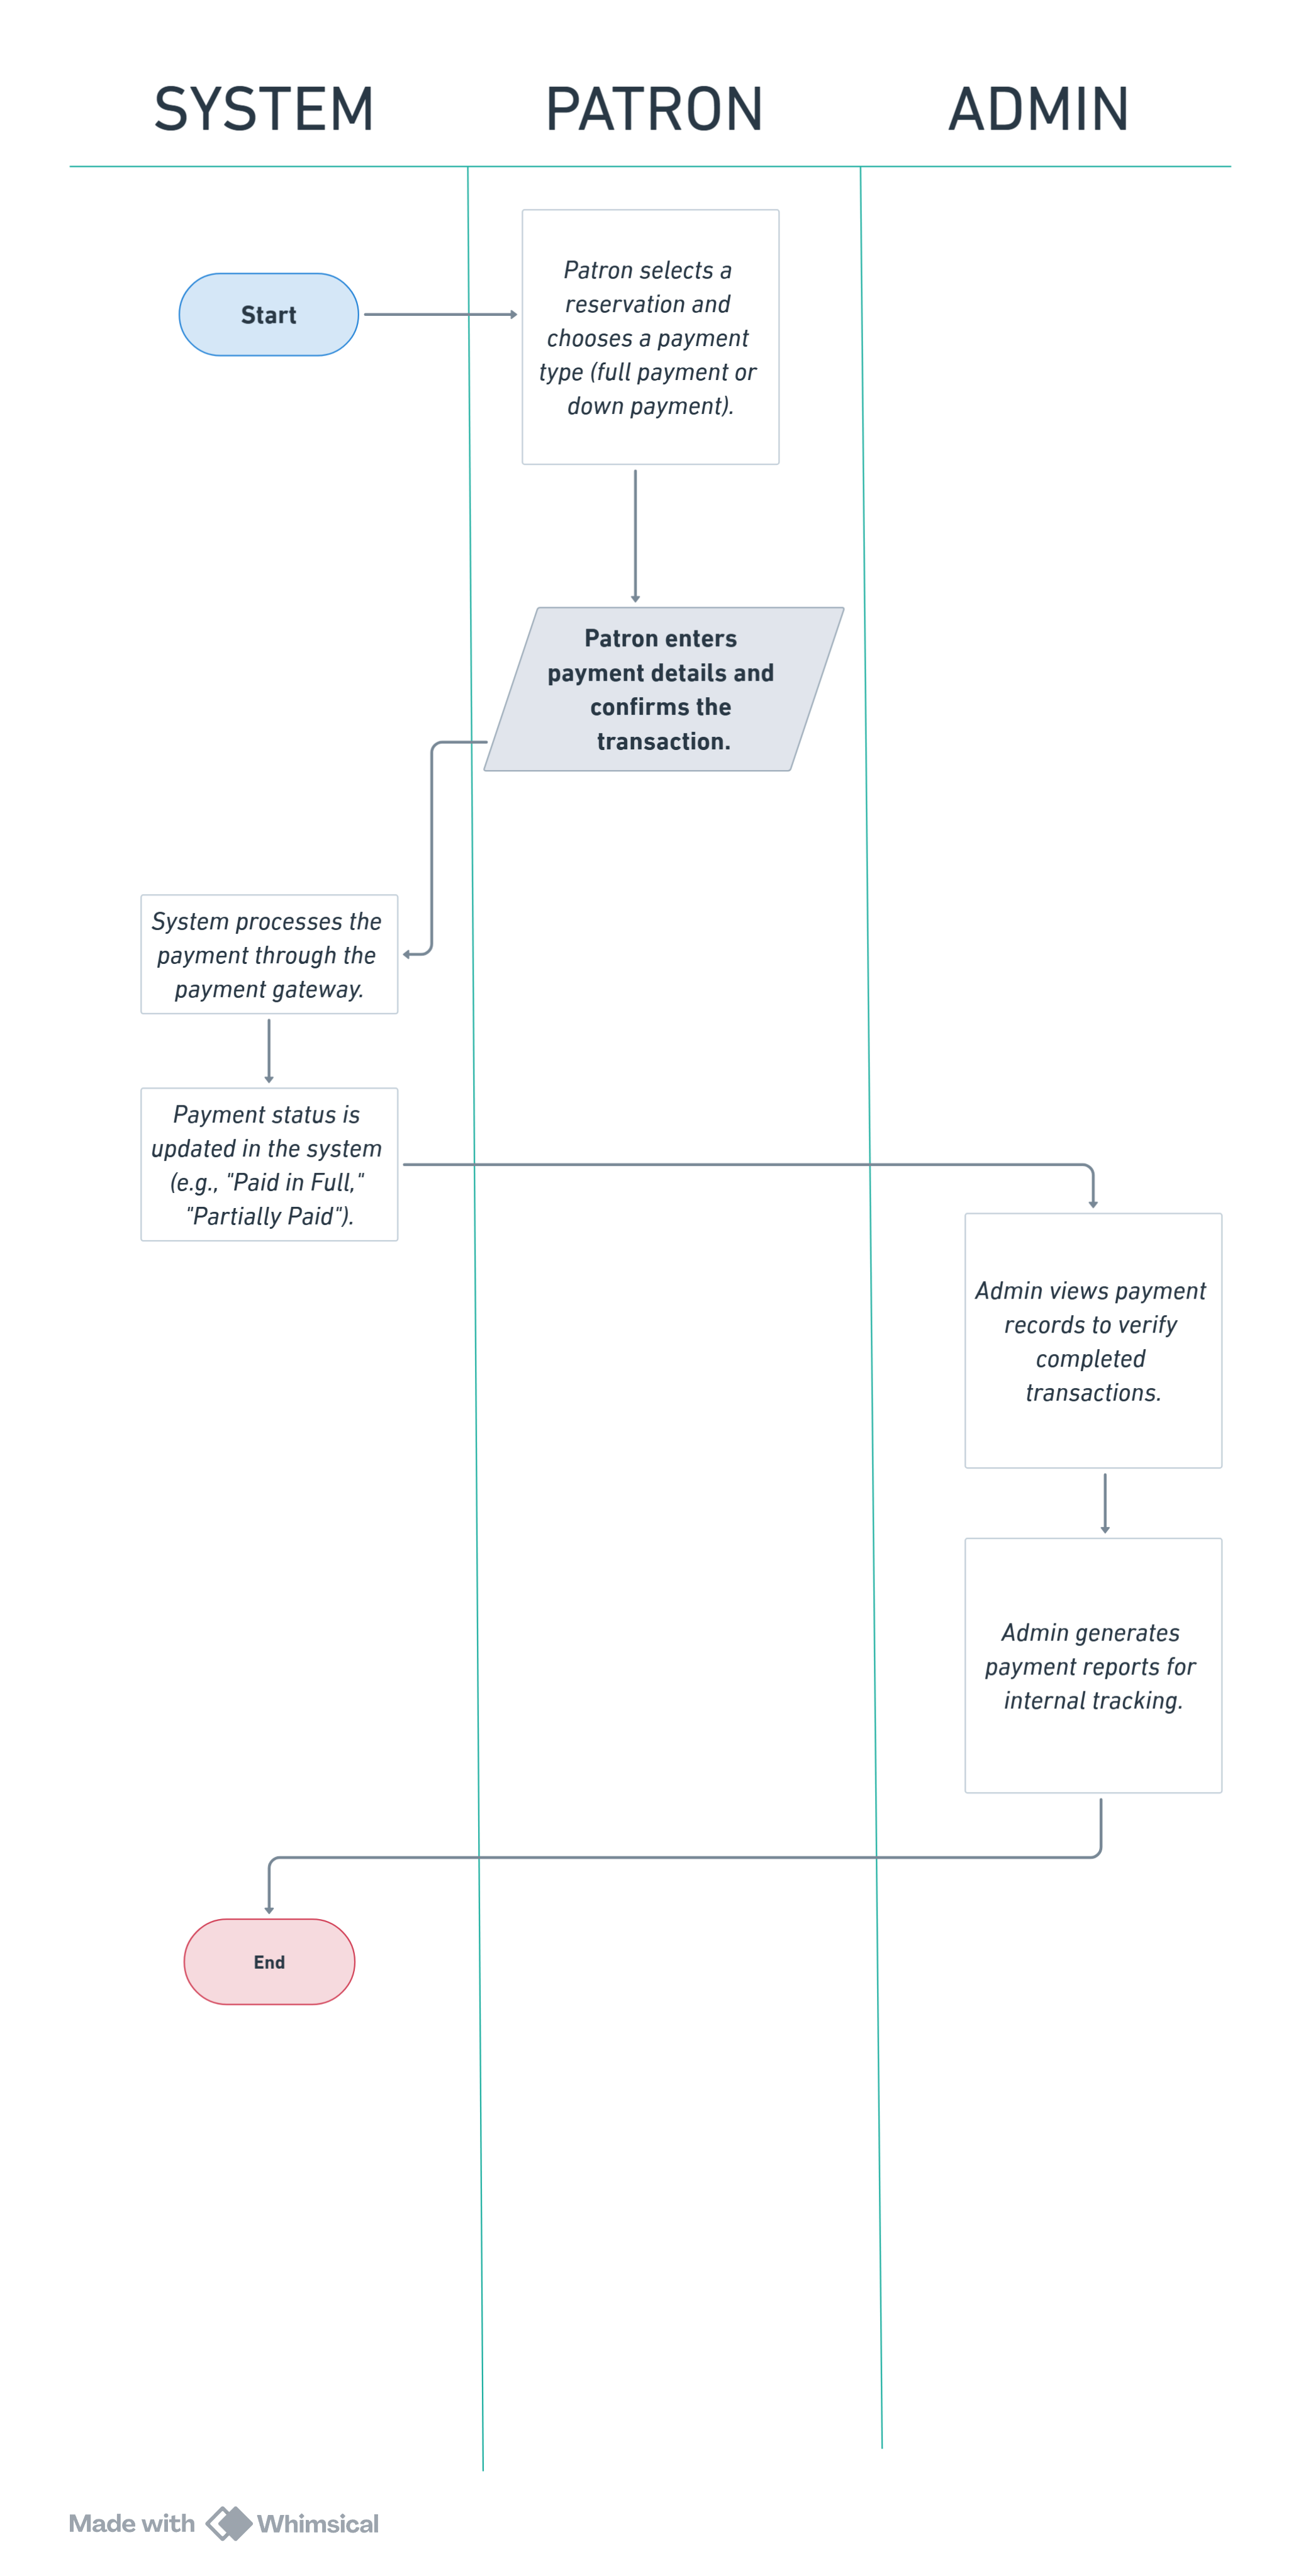 SYSTEM
PATRON
ADMIN
Start
Patron selects a
reservation and
chooses a payment
type (full payment or
down payment).
Patron enters
payment details and
confirms the
transaction.
System processes the
payment through the
payment gateway.
Payment status is
updated in the system
(e.g., "Paid in Full,"
"Partially Paid").
Admin views payment
records to verify
completed
transactions.
Admin generates
payment reports for
internal tracking.
End
Made with Whimsical